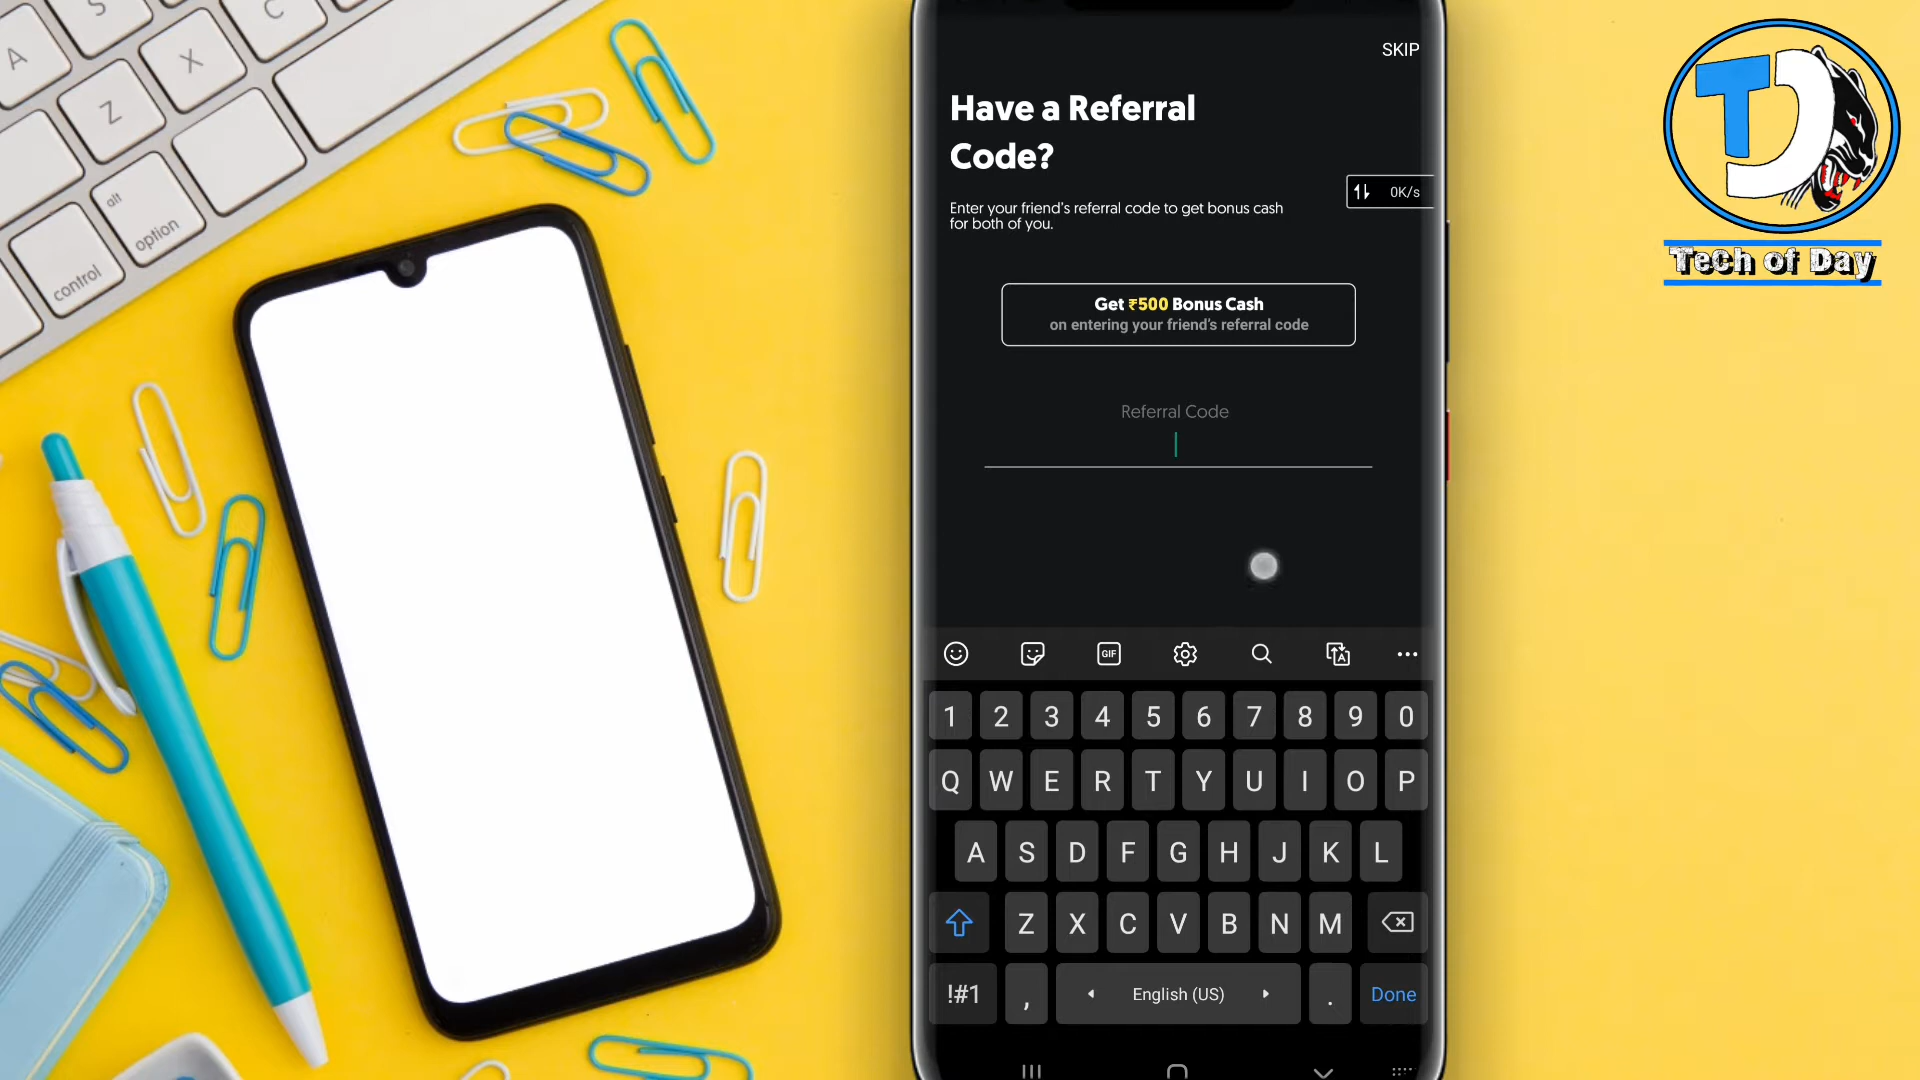 A
S
C
Z
X
alt
option
control
SKIP
Have a Referral
Code?
0K/s
Enter your friend's referral code to get bonus cash
for both of you.
Get ₹500 Bonus Cash
on entering your friend's referral code
Referral Code
GIF
1 2 3 4 5 6 7 8 9 0
Q W E R T Y U I O P
A S D F G H J K L
Z X C V B N M
!#1 , English (US) . Done
TD
Tech of Day